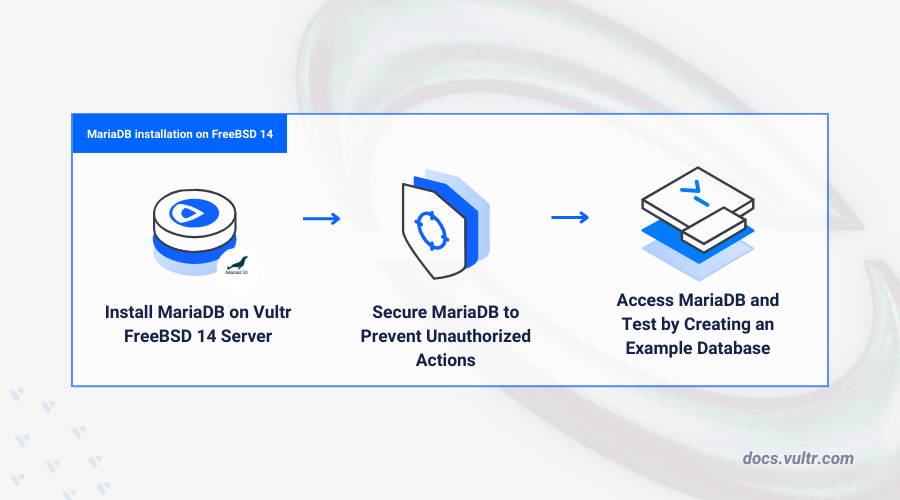 MariaDB installation on FreeBSD 14
Install MariaDB on Vultr
FreeBSD 14 Server
MariaDB
Secure MariaDB to
Prevent Unauthorized
Actions
Access MariaDB and
Test by Creating an
Example Database
docs.vultr.com